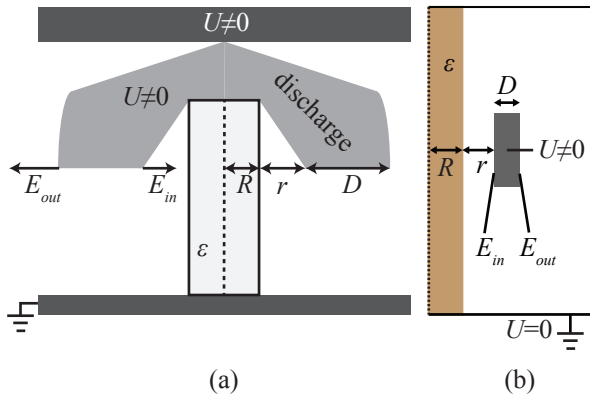 U≠0
U≠0
discharge
E_out
E_in
R
r
D
ε
(a)
ε
D
R
r
U≠0
E_in
E_out
U=0
(b)